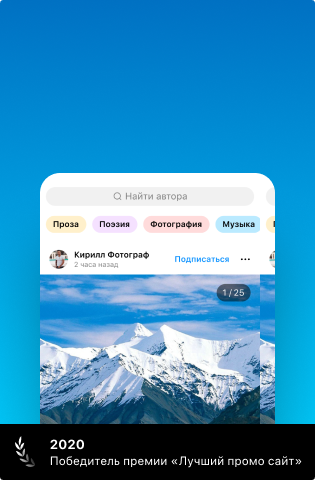 Найти автора
Проза
Поэзия
Фотография
Музыка
Кирилл Фотограф
2 часа назад
Подписаться
1 / 25
2020
Победитель премии «Лучший промо сайт»